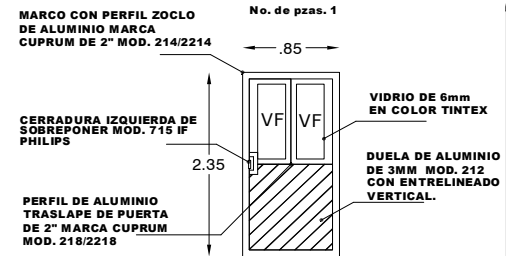 MARCO CON PERFIL ZOCLO
DE ALUMINIO MARCA
CUPRUM DE 2" MOD. 214/2214
No. de pzas. 1
.85
CERRADURA IZQUIERDA DE
SOBREPONER MOD. 715 IF
PHILIPS
2.35
VF
VF
VIDRIO DE 6mm
EN COLOR TINTEX
DUELA DE ALUMINIO
DE 3MM MOD. 212
CON ENTRELINEADO
VERTICAL.
PERFIL DE ALUMINIO
TRASLAPE DE PUERTA
DE 2" MARCA CUPRUM
MOD. 218/2218